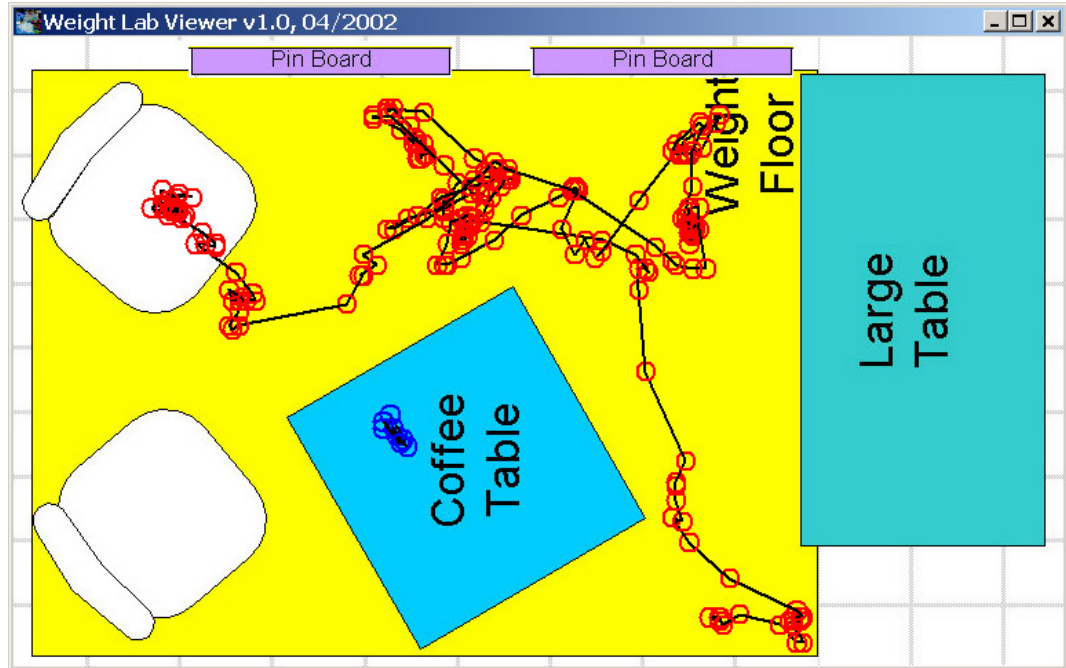 Weight Lab Viewer v1.0, 04/2002
Pin Board
Pin Board
Weight
Floor
Large
Table
Coffee
Table